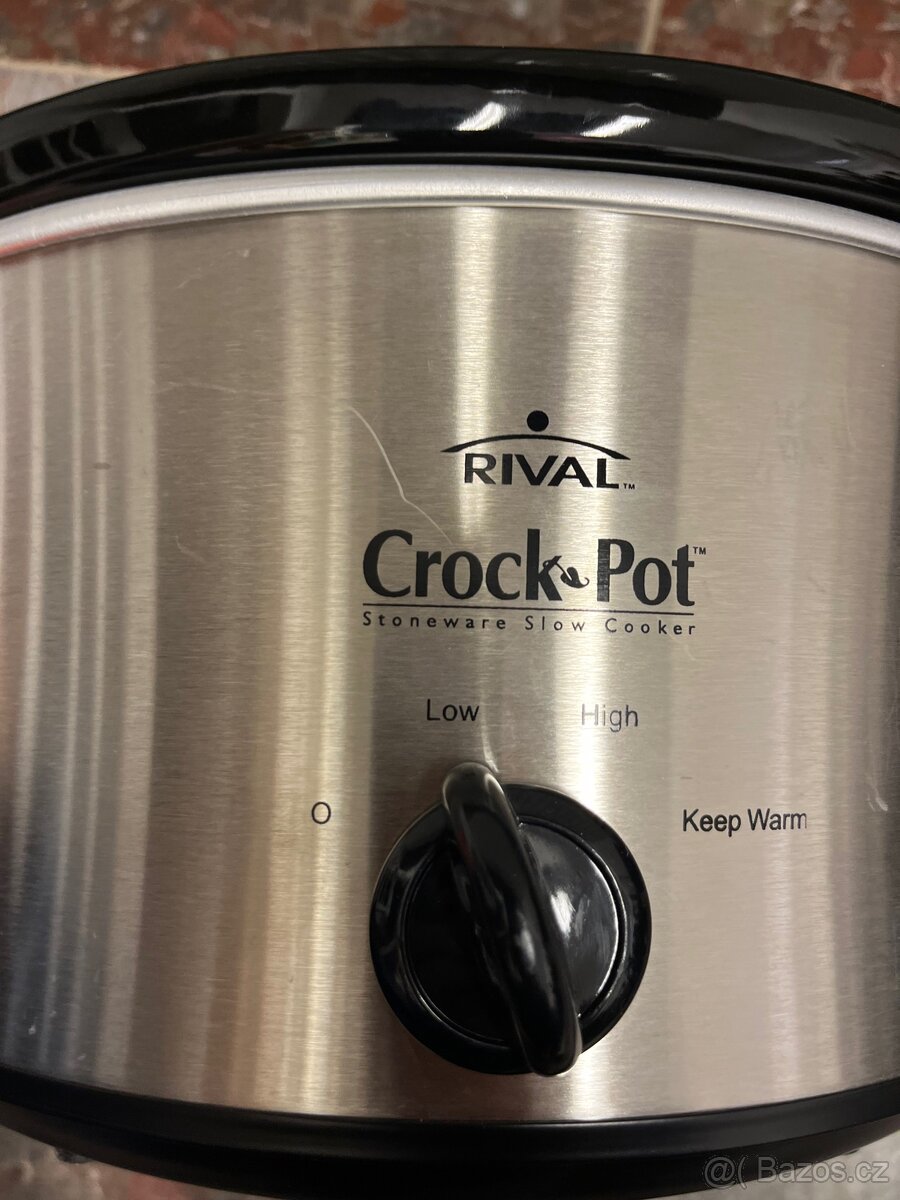 RIVAL™
Crock Pot™
Stoneware Slow Cooker
Low High
O Keep Warm
@( Bazos.cz